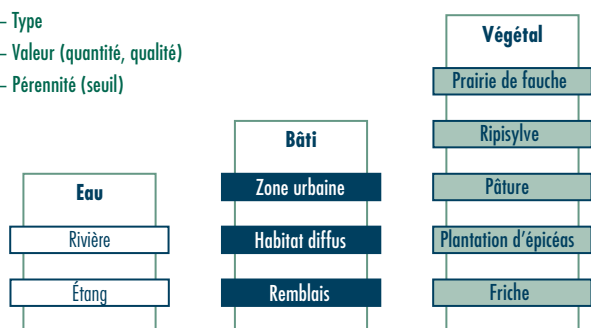 – Type
– Valeur (quantité, qualité)
– Pérennité (seuil)
Eau
Rivière
Étang
Bâti
Zone urbaine
Habitat diffus
Remblais
Végétal
Prairie de fauche
Ripisylve
Pâture
Plantation d'épicéas
Friche